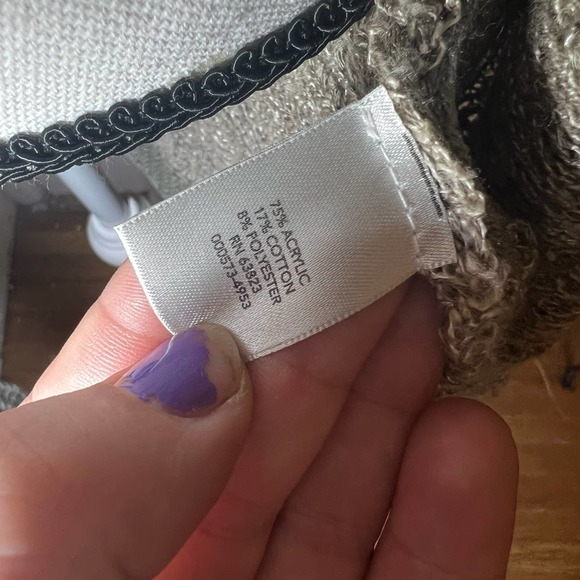 75% ACRYLIC
17% COTTON
8% POLYESTER
RN 63823
000573-4953